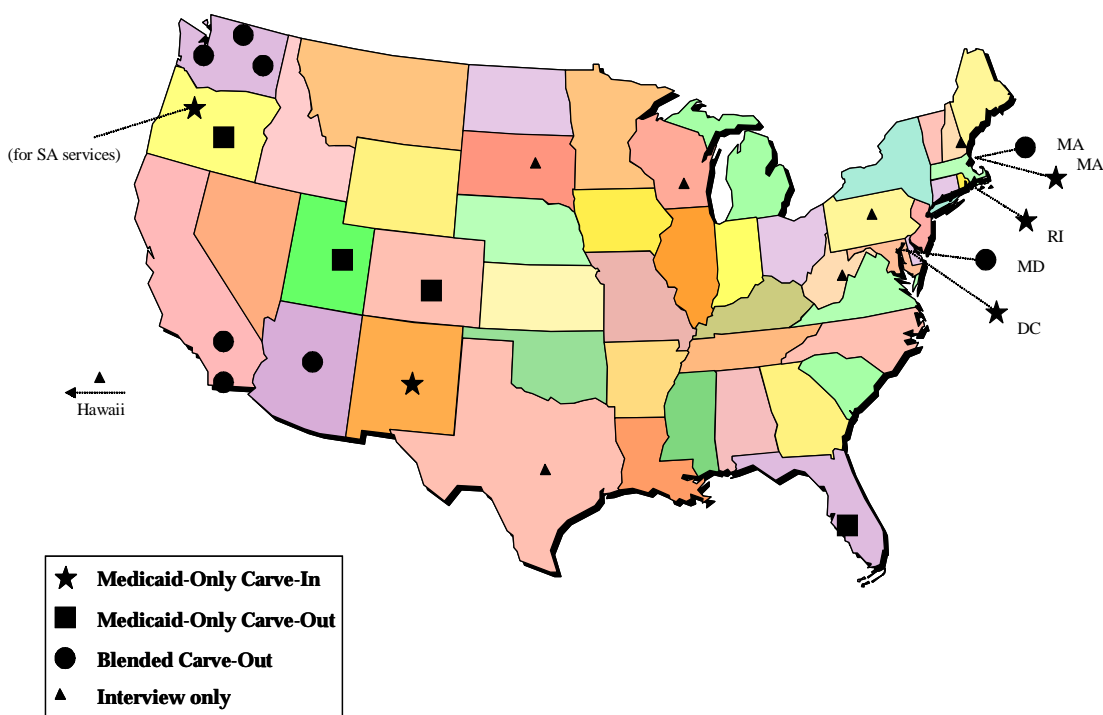 MA
MA
(for SA services)
RI
MD
DC
Hawaii
Medicaid-Only Carve-In
Medicaid-Only Carve-Out
Blended Carve-Out
Interview only